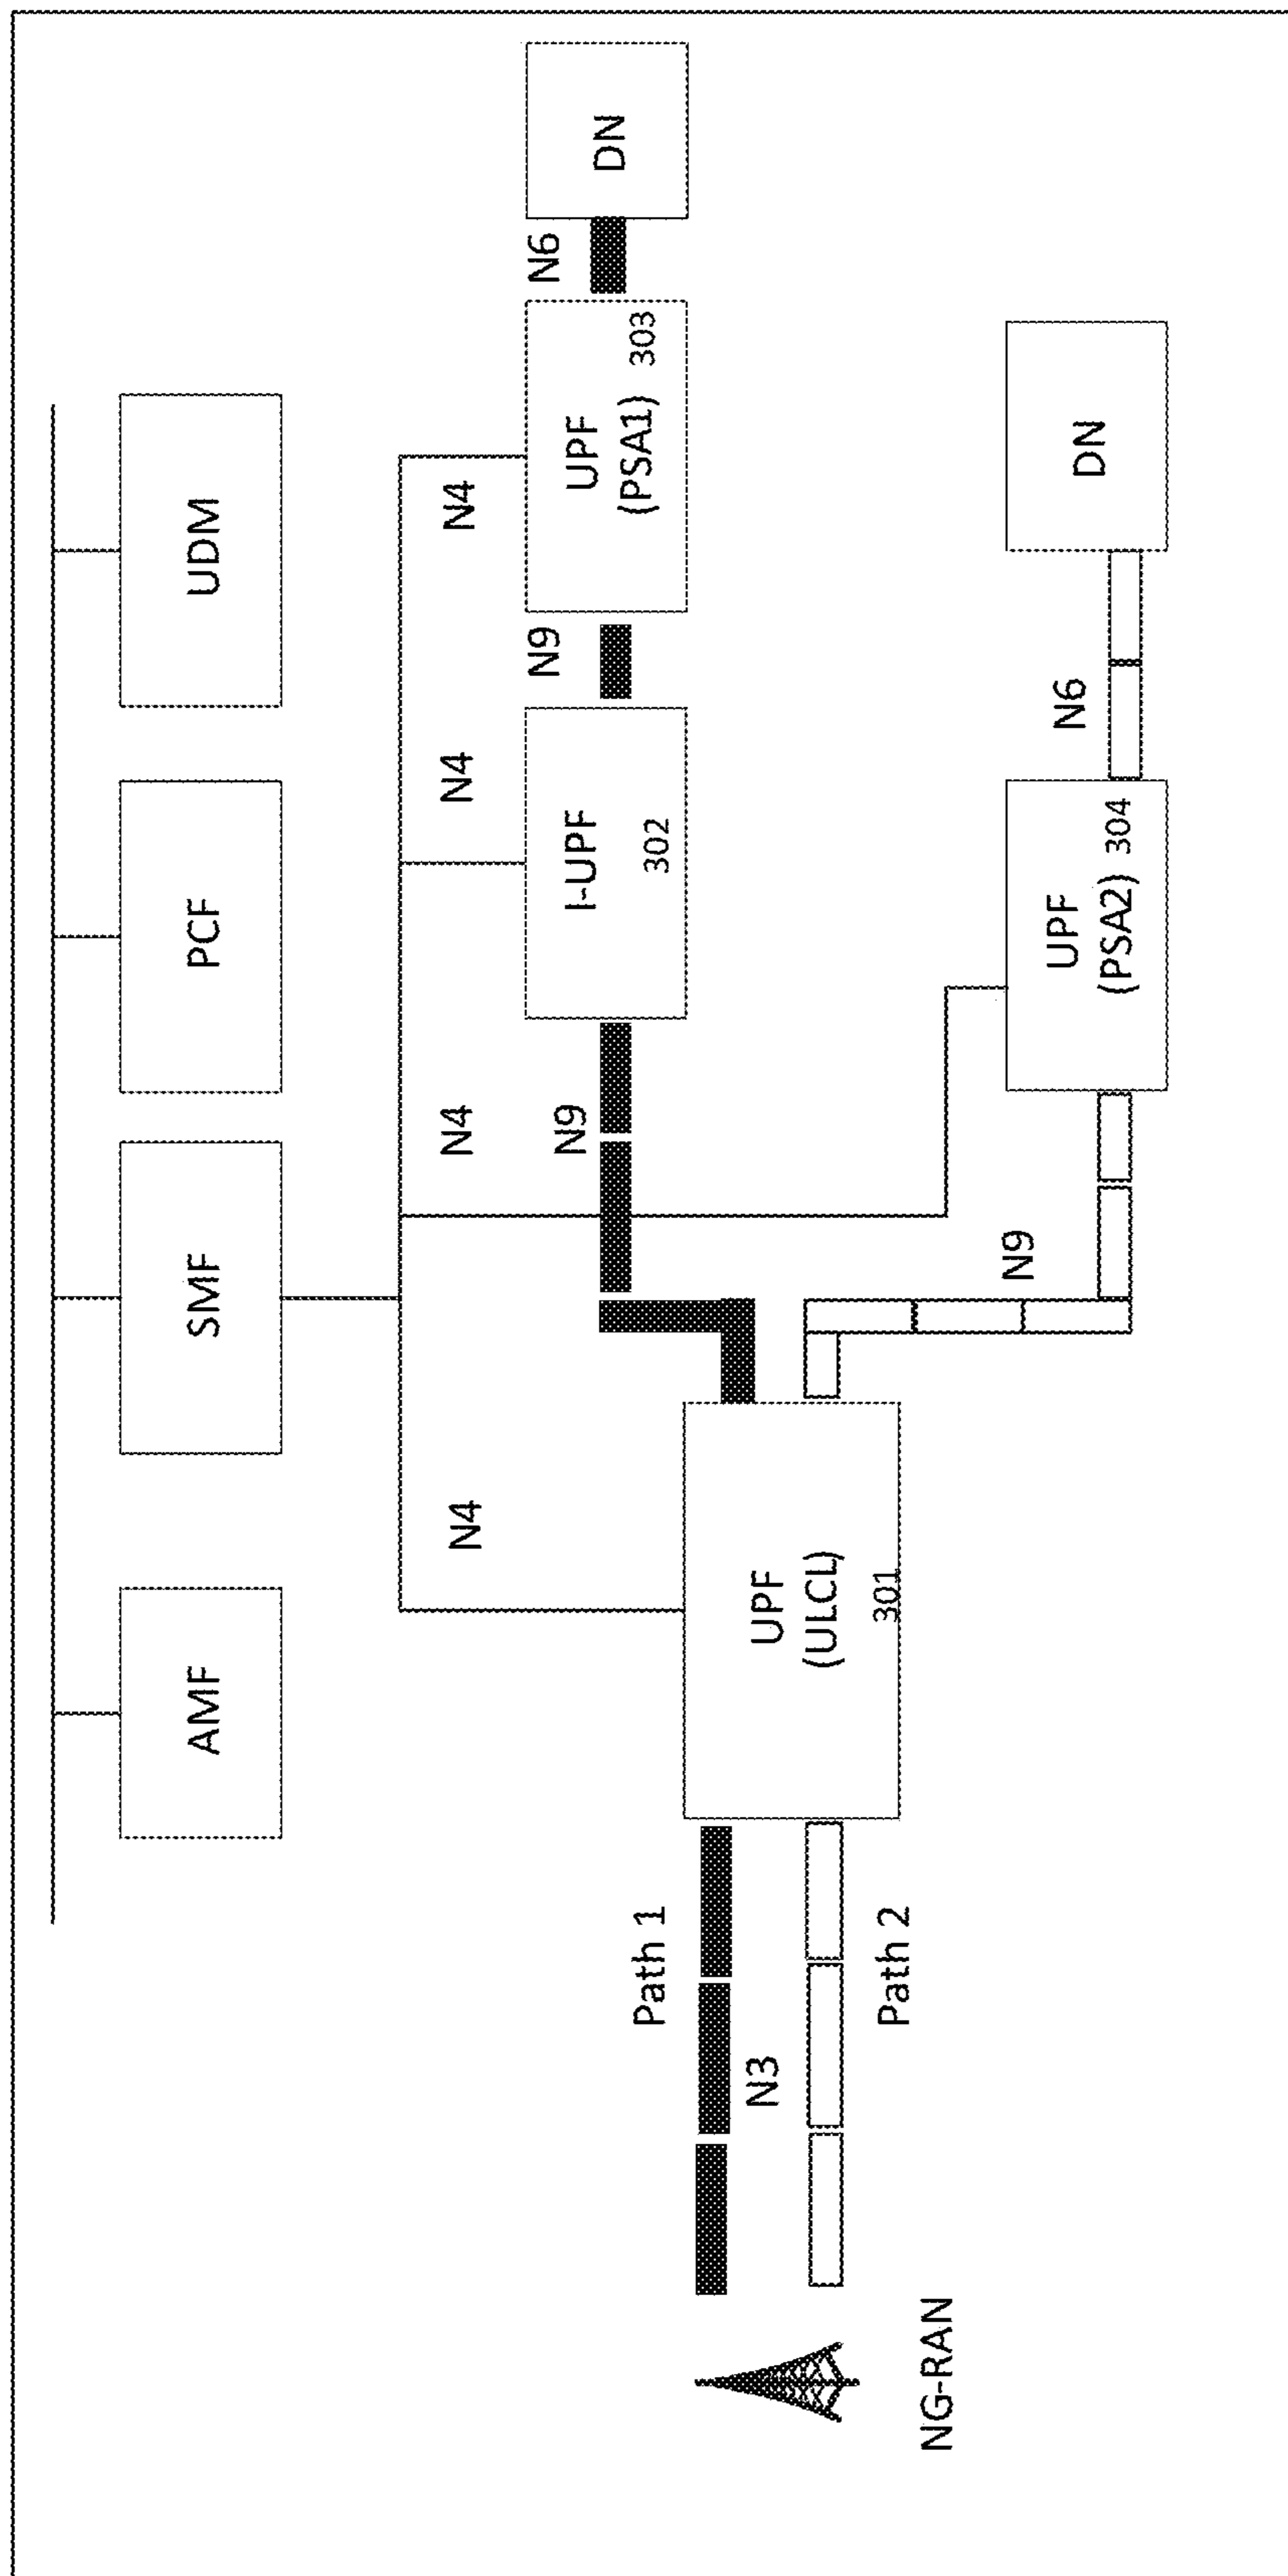 AMF
SMF
PCF
UDM
N4
N4
N4
N4
Path 1
N3
Path 2
NG-RAN
UPF
(ULCL)
301
N9
I-UPF
302
N9
UPF
(PSA1) 303
N6
DN
N9
UPF
(PSA2) 304
N6
DN